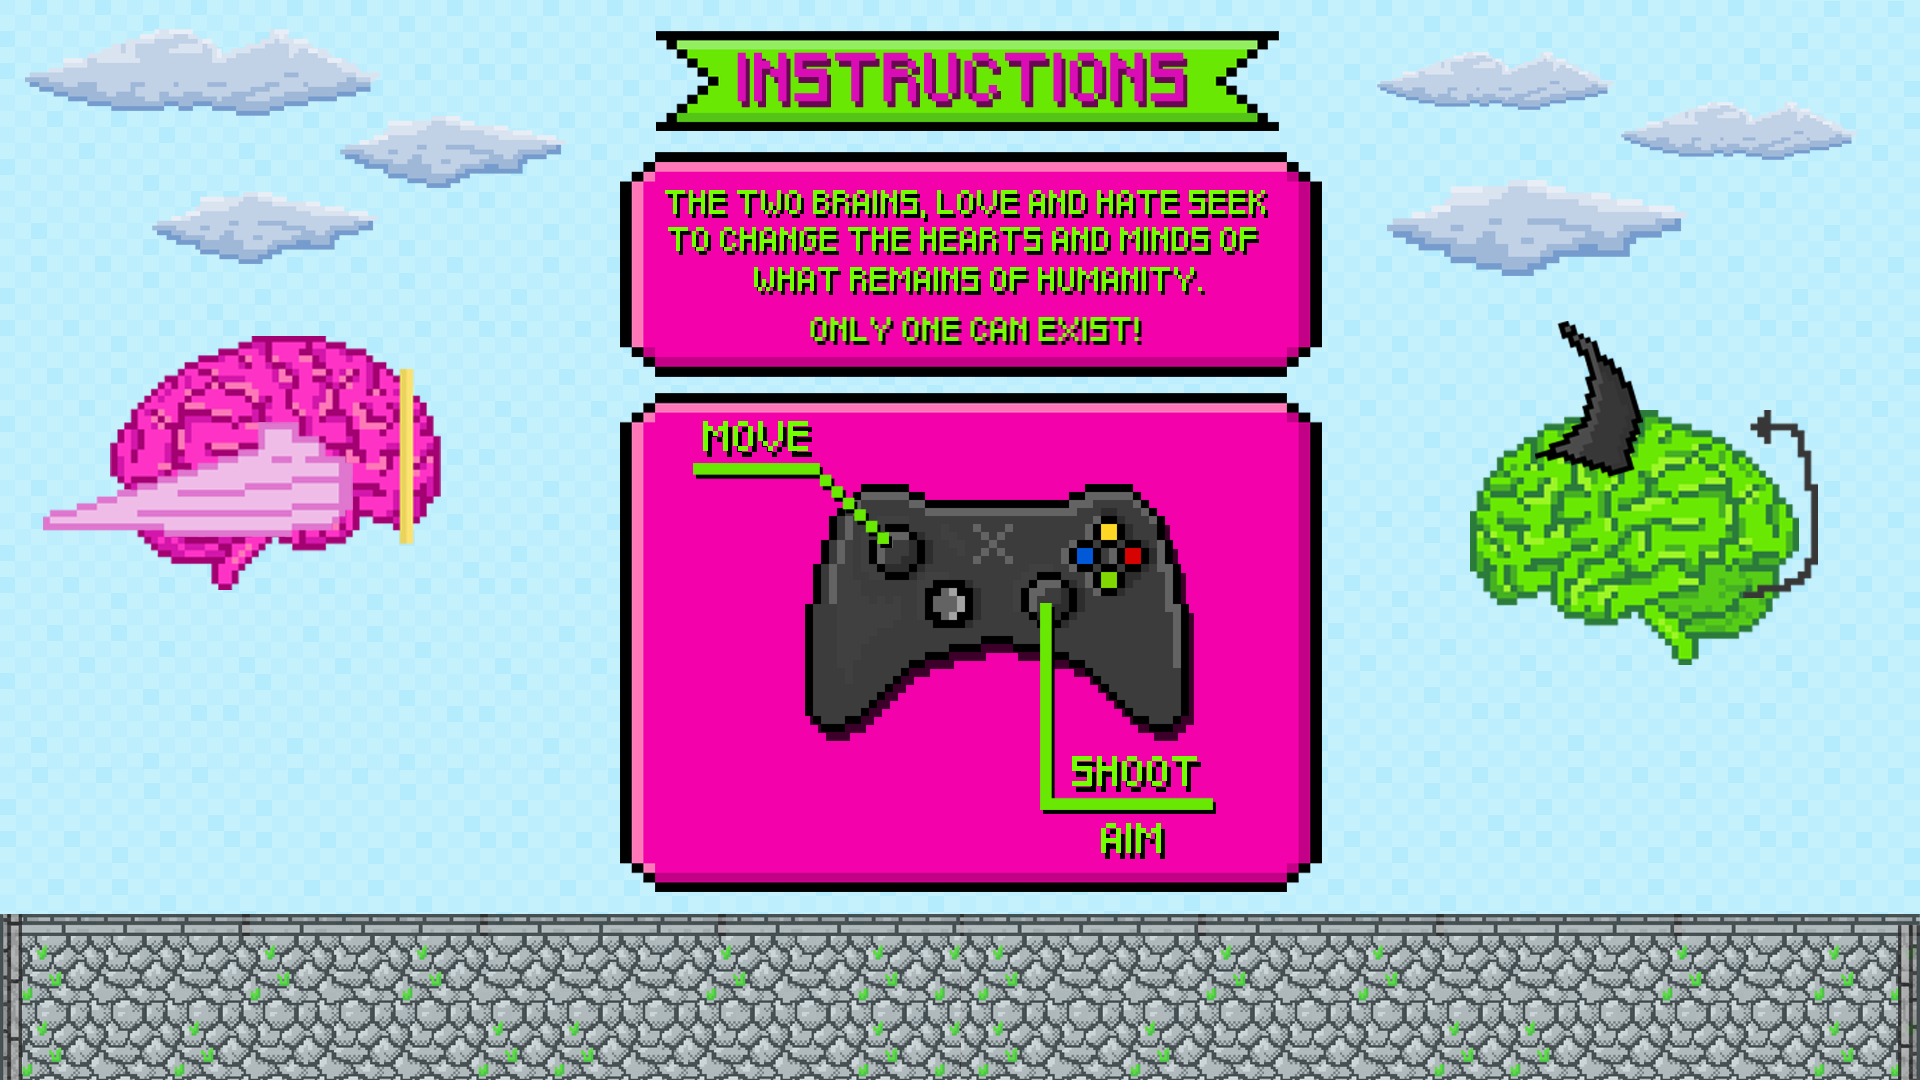 INSTRUCTIONS
THE TWO BRAINS, LOVE AND HATE SEEK
TO CHANGE THE HEARTS AND MINDS OF
WHAT REMAINS OF HUMANITY.
ONLY ONE CAN EXIST!
MOVE
SHOOT
AIM